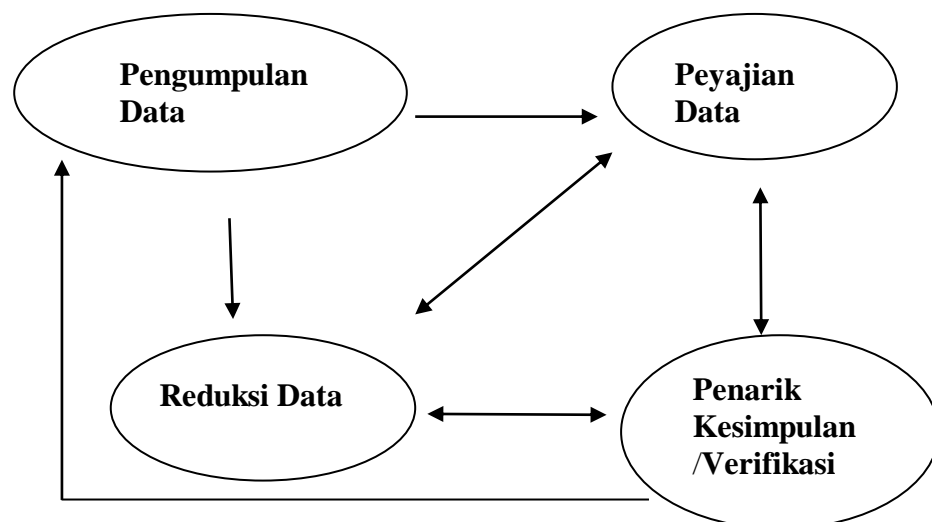 Pengumpulan
Data
Peyajian
Data
Reduksi Data
Penarik
Kesimpulan
/Verifikasi